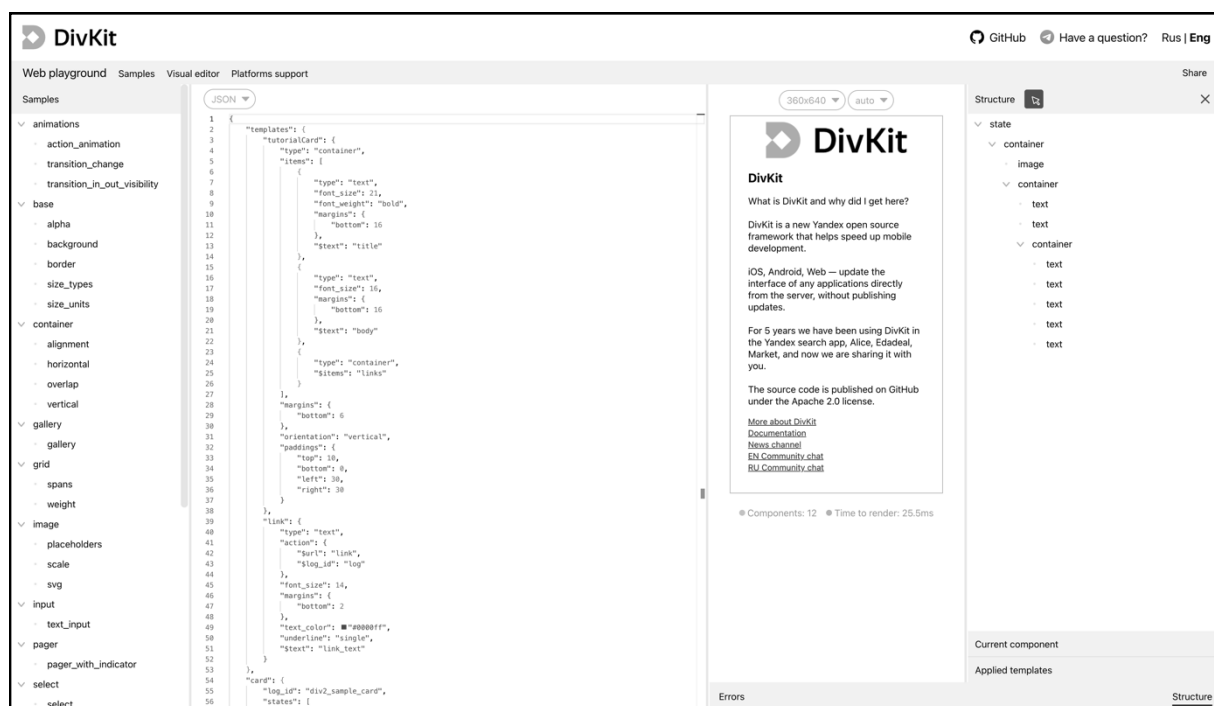 DivKit
GitHub Have a question? Rus | Eng
Web playground Samples Visual editor Platforms support Share
Samples
animations
action_animation
transition_change
transition_in_out_visibility
base
alpha
background
border
size_types
size_units
container
alignment
horizontal
overlap
vertical
gallery
gallery
grid
spans
weight
image
placeholders
scale
svg
input
text_input
pager
pager_with_indicator
select
select
JSON
1 {
2 "templates": {
3 "tutorialCard": {
4 "type": "container",
5 "items": [
6 {
7 "type": "text",
8 "font_size": 21,
9 "font_weight": "bold",
10 "margins": {
11 "bottom": 16
12 },
13 "$text": "title"
14 },
15 {
16 "type": "text",
17 "font_size": 16,
18 "margins": {
19 "bottom": 16
20 },
21 "$text": "body"
22 },
23 {
24 "type": "container",
25 "$items": "links"
26 }
27 ],
28 "margins": {
29 "bottom": 6
30 },
31 "orientation": "vertical",
32 "paddings": {
33 "top": 10,
34 "bottom": 0,
35 "left": 30,
36 "right": 30
37 }
38 },
39 "link": {
40 "type": "text",
41 "action": {
42 "$url": "link",
43 "$log_id": "log"
44 },
45 "font_size": 14,
46 "margins": {
47 "bottom": 2
48 },
49 "text_color": "#0000ff",
50 "underline": "single",
51 "$text": "link_text"
52 }
53 },
54 "card": {
55 "log_id": "div2_sample_card",
56 "states": [
360x640 auto
DivKit
DivKit
What is DivKit and why did I get here?
DivKit is a new Yandex open source
framework that helps speed up mobile
development.
iOS, Android, Web — update the
interface of any applications directly
from the server, without publishing
updates.
For 5 years we have been using DivKit in
the Yandex search app, Alice, Edadeal,
Market, and now we are sharing it with
you.
The source code is published on GitHub
under the Apache 2.0 license.
More about DivKit
Documentation
News channel
EN Community chat
RU Community chat
Components: 12 Time to render: 25.5ms
Errors
Structure
state
container
image
container
text
text
container
text
text
text
text
text
Current component
Applied templates
Structure